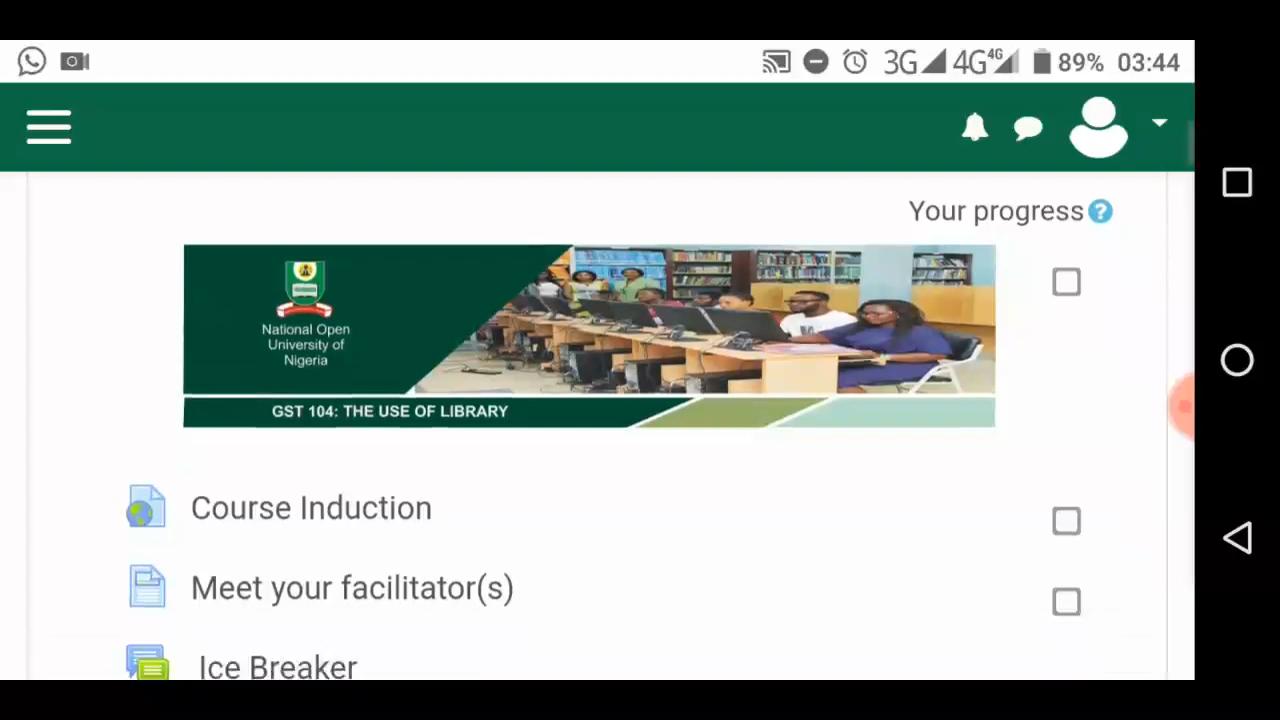 3G 4G 4G 89% 03:44
Your progress ?
National Open
University of
Nigeria
GST 104: THE USE OF LIBRARY
Course Induction
Meet your facilitator(s)
Ice Breaker